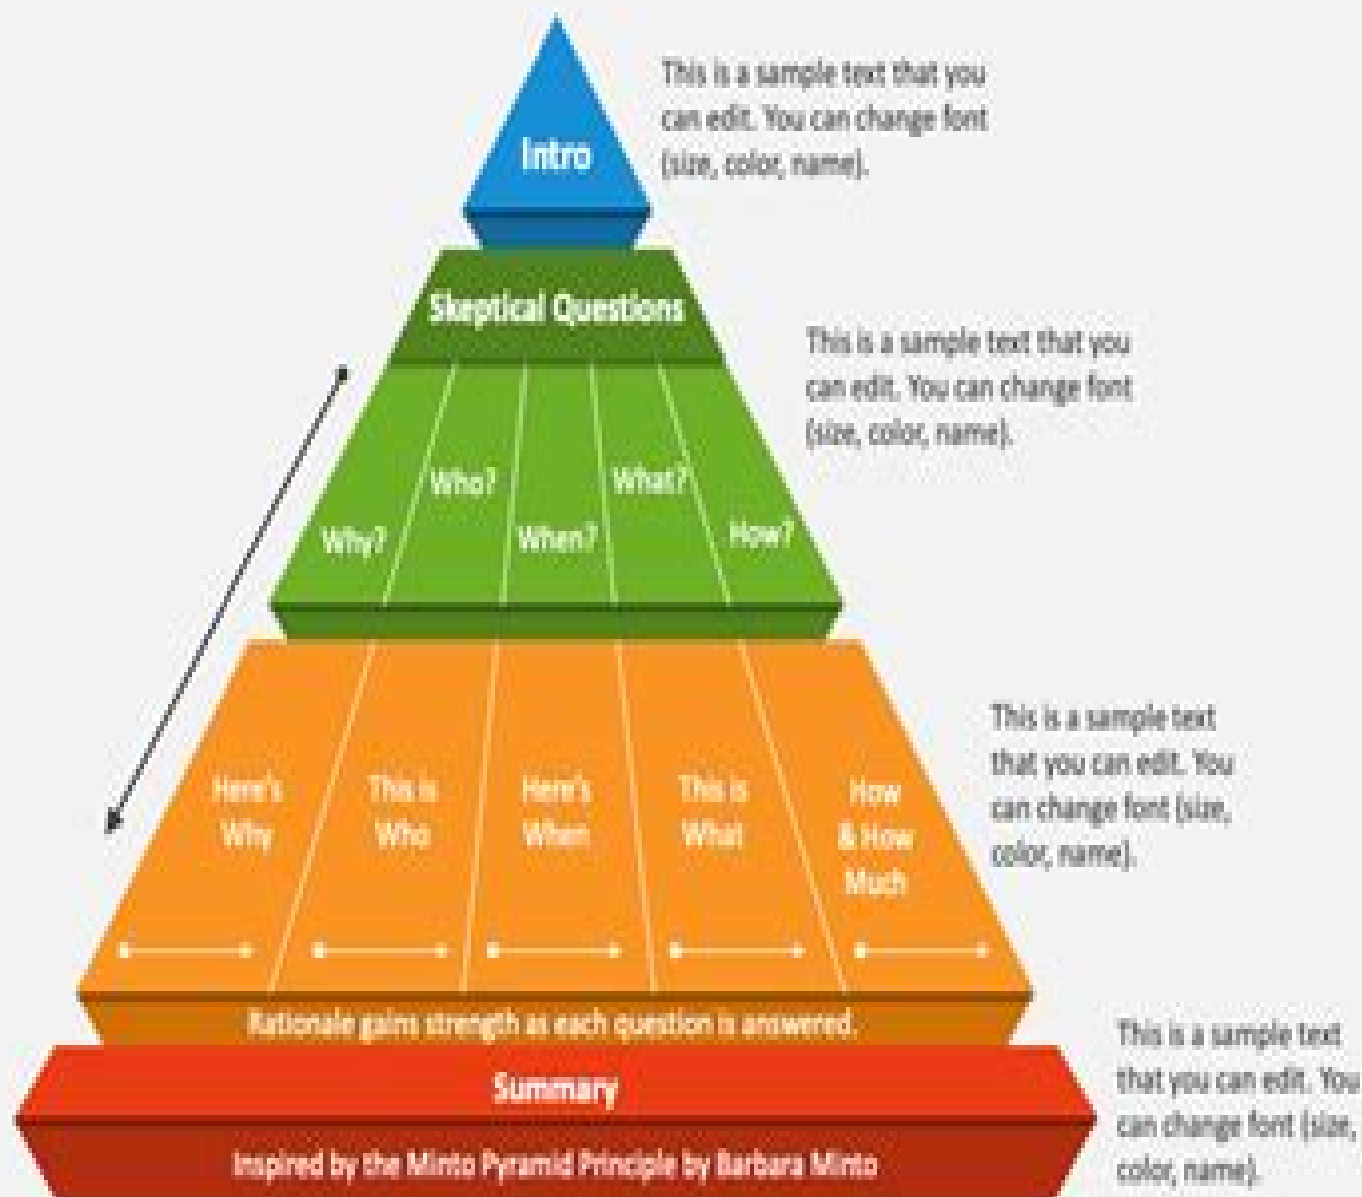 Intro
This is a sample text that you
can edit. You can change font
(size, color, name).
Skeptical Questions
This is a sample text that you
can edit. You can change font
(size, color, name).
Why?
Who?
When?
What?
How?
Here's
Why
This is
Who
Here's
When
This is
What
How
& How
Much
This is a sample text
that you can edit. You
can change font (size,
color, name).
Rationale gains strength as each question is answered.
Summary
Inspired by the Minto Pyramid Principle by Barbara Minto
This is a sample text
that you can edit. You
can change font (size,
color, name).